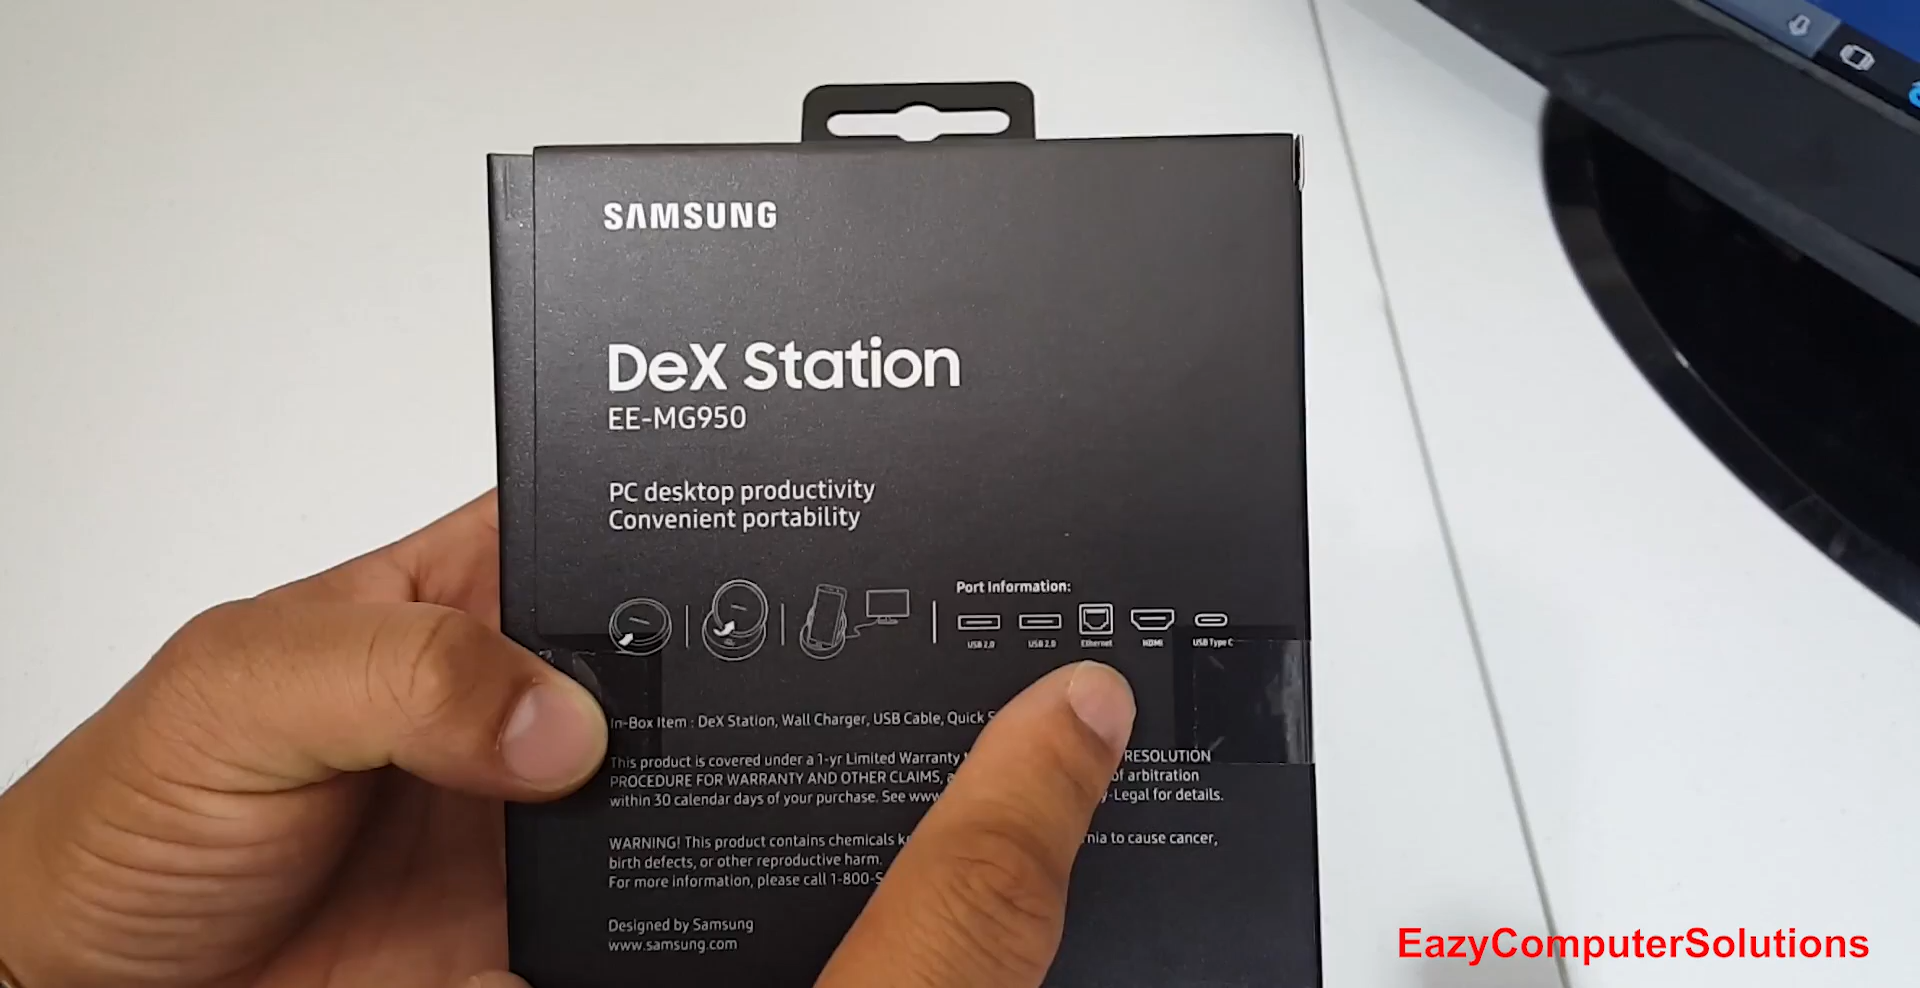 SAMSUNG
DeX Station
EE-MG950
PC desktop productivity
Convenient portability
Port Information:
USB 2.0 USB 2.0 Ethernet HDMI USB Type C
In-Box Item : DeX Station, Wall Charger, USB Cable, Quick
This product is covered under a 1-yr Limited Warranty RESOLUTION
PROCEDURE FOR WARRANTY AND OTHER CLAIMS, of arbitration
within 30 calendar days of your purchase. See -Legal for details.
WARNING! This product contains chemicals to cause cancer,
birth defects, or other reproductive harm.
For more information, please call 1-800-
Designed by Samsung
www.samsung.com
EazyComputerSolutions